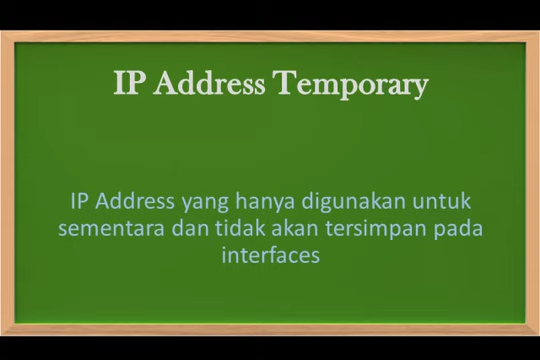 IP Address Temporary
IP Address yang hanya digunakan untuk
sementara dan tidak akan tersimpan pada
interfaces